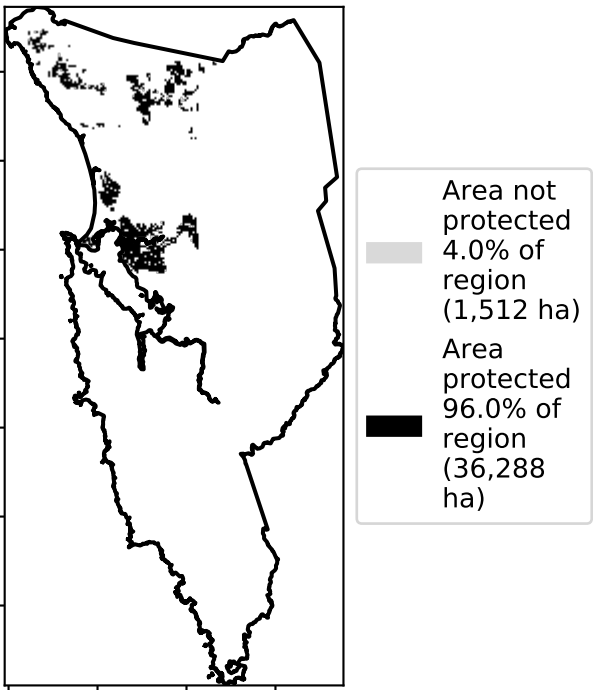 Area not
protected
4.0% of
region
(1,512 ha)
Area
protected
96.0% of
region
(36,288
ha)